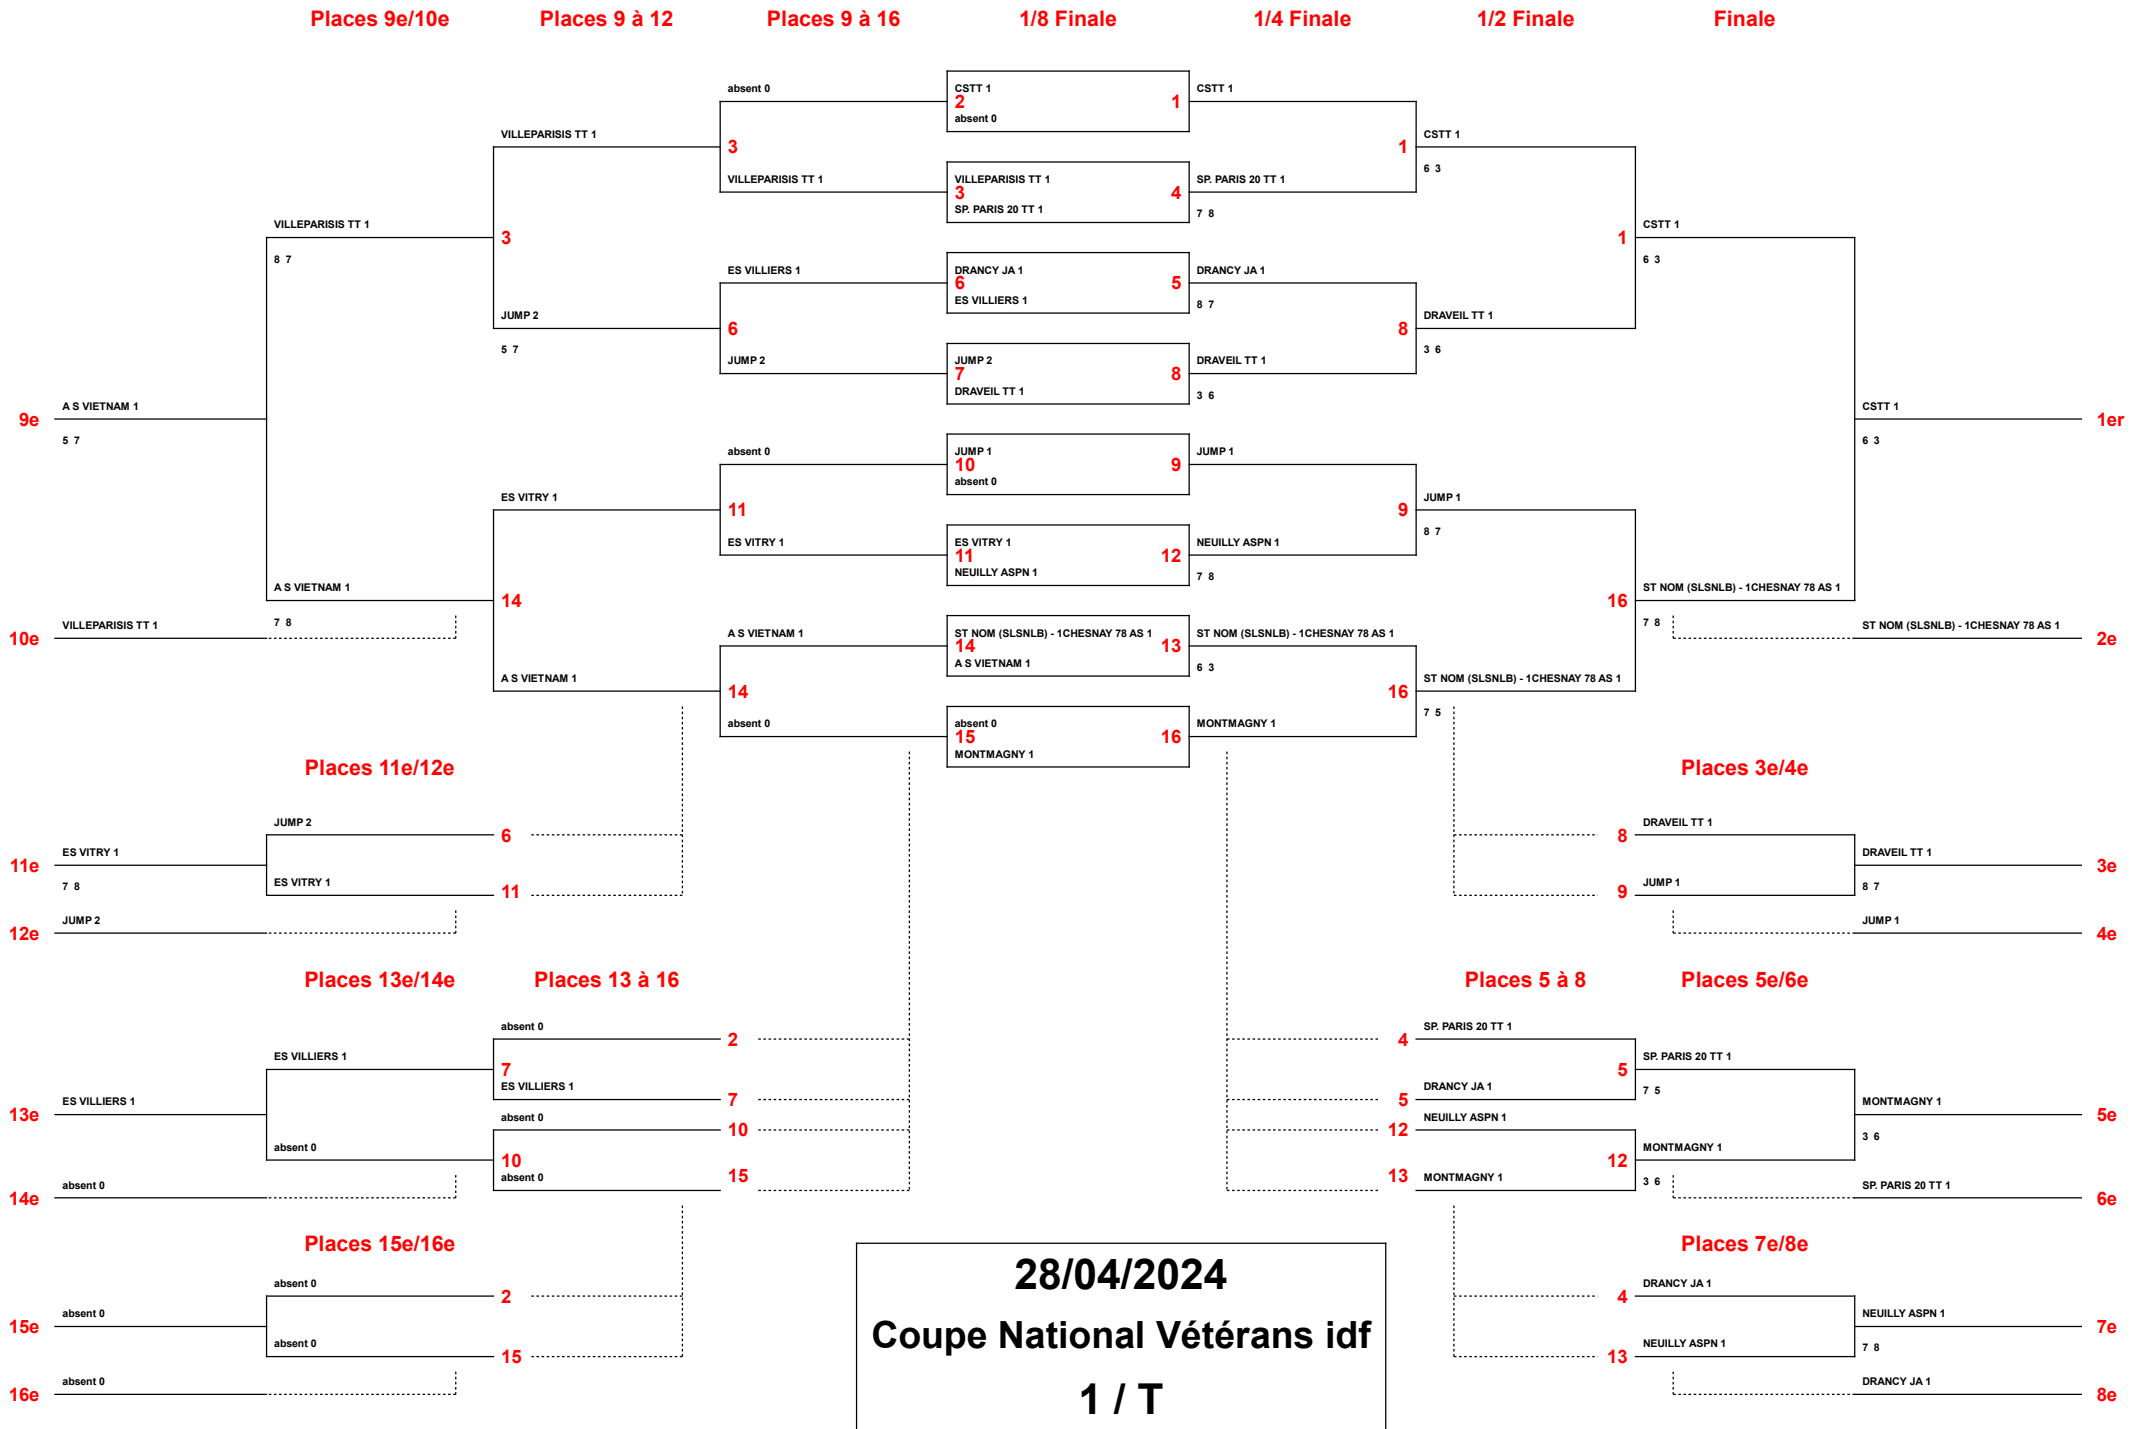 Places 9e/10e Places 9 à 12 Places 9 à 16 1/8 Finale 1/4 Finale 1/2 Finale Finale
absent 0 CSTT 1 CSTT 1
2 1
absent 0
VILLEPARISIS TT 1 CSTT 1
3 1
6 3
VILLEPARISIS TT 1 VILLEPARISIS TT 1 SP. PARIS 20 TT 1
3 4
SP. PARIS 20 TT 1 7 8
VILLEPARISIS TT 1 CSTT 1
3 1
8 7 6 3
ES VILLIERS 1 DRANCY JA 1 DRANCY JA 1
6 5
ES VILLIERS 1 8 7
JUMP 2 DRAVEIL TT 1
6 8
5 7 3 6
JUMP 2 JUMP 2 DRAVEIL TT 1
7 8
DRAVEIL TT 1 3 6
A S VIETNAM 1 CSTT 1
9e 1er
5 7 6 3
absent 0 JUMP 1 JUMP 1
10 9
absent 0
ES VITRY 1 JUMP 1
11 9
8 7
ES VITRY 1 ES VITRY 1 NEUILLY ASPN 1
11 12
NEUILLY ASPN 1 7 8
A S VIETNAM 1 ST NOM (SLSNLB) - 1CHESNAY 78 AS 1
14 16
7 8 7 8
VILLEPARISIS TT 1 ST NOM (SLSNLB) - 1CHESNAY 78 AS 1
10e 2e
A S VIETNAM 1 ST NOM (SLSNLB) - 1CHESNAY 78 AS 1 ST NOM (SLSNLB) - 1CHESNAY 78 AS 1
14 13
A S VIETNAM 1 6 3
A S VIETNAM 1 ST NOM (SLSNLB) - 1CHESNAY 78 AS 1
14 16
7 5
absent 0 absent 0 MONTMAGNY 1
15 16
MONTMAGNY 1
Places 11e/12e Places 3e/4e
JUMP 2 DRAVEIL TT 1
6 8
ES VITRY 1 DRAVEIL TT 1
11e 3e
7 8 8 7
ES VITRY 1 JUMP 1
11 9
JUMP 2 JUMP 1
12e 4e
Places 13e/14e Places 13 à 16 Places 5 à 8 Places 5e/6e
absent 0 SP. PARIS 20 TT 1
2 4
ES VILLIERS 1 SP. PARIS 20 TT 1
7 5
7 5
ES VILLIERS 1 DRANCY JA 1
7 5
ES VILLIERS 1 MONTMAGNY 1
13e 5e
3 6
absent 0 NEUILLY ASPN 1
10 12
absent 0 MONTMAGNY 1
10 12
3 6
absent 0 MONTMAGNY 1
15 13
absent 0 SP. PARIS 20 TT 1
14e 6e
Places 15e/16e Places 7e/8e
absent 0 DRANCY JA 1
2 4
absent 0 NEUILLY ASPN 1
15e 7e
7 8
absent 0 NEUILLY ASPN 1
15 13
absent 0 DRANCY JA 1
16e 8e
28/04/2024
Coupe National Vétérans idf
1 / T